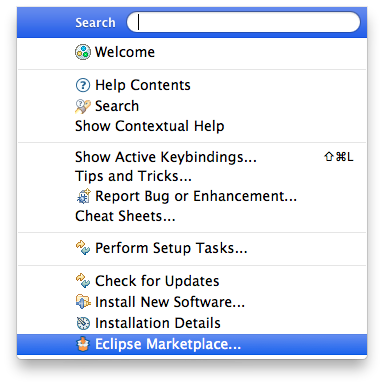 Search
Welcome
Help Contents
Search
Show Contextual Help
Show Active Keybindings... ⇧⌘L
Tips and Tricks...
Report Bug or Enhancement...
Cheat Sheets...
Perform Setup Tasks...
Check for Updates
Install New Software...
Installation Details
Eclipse Marketplace...